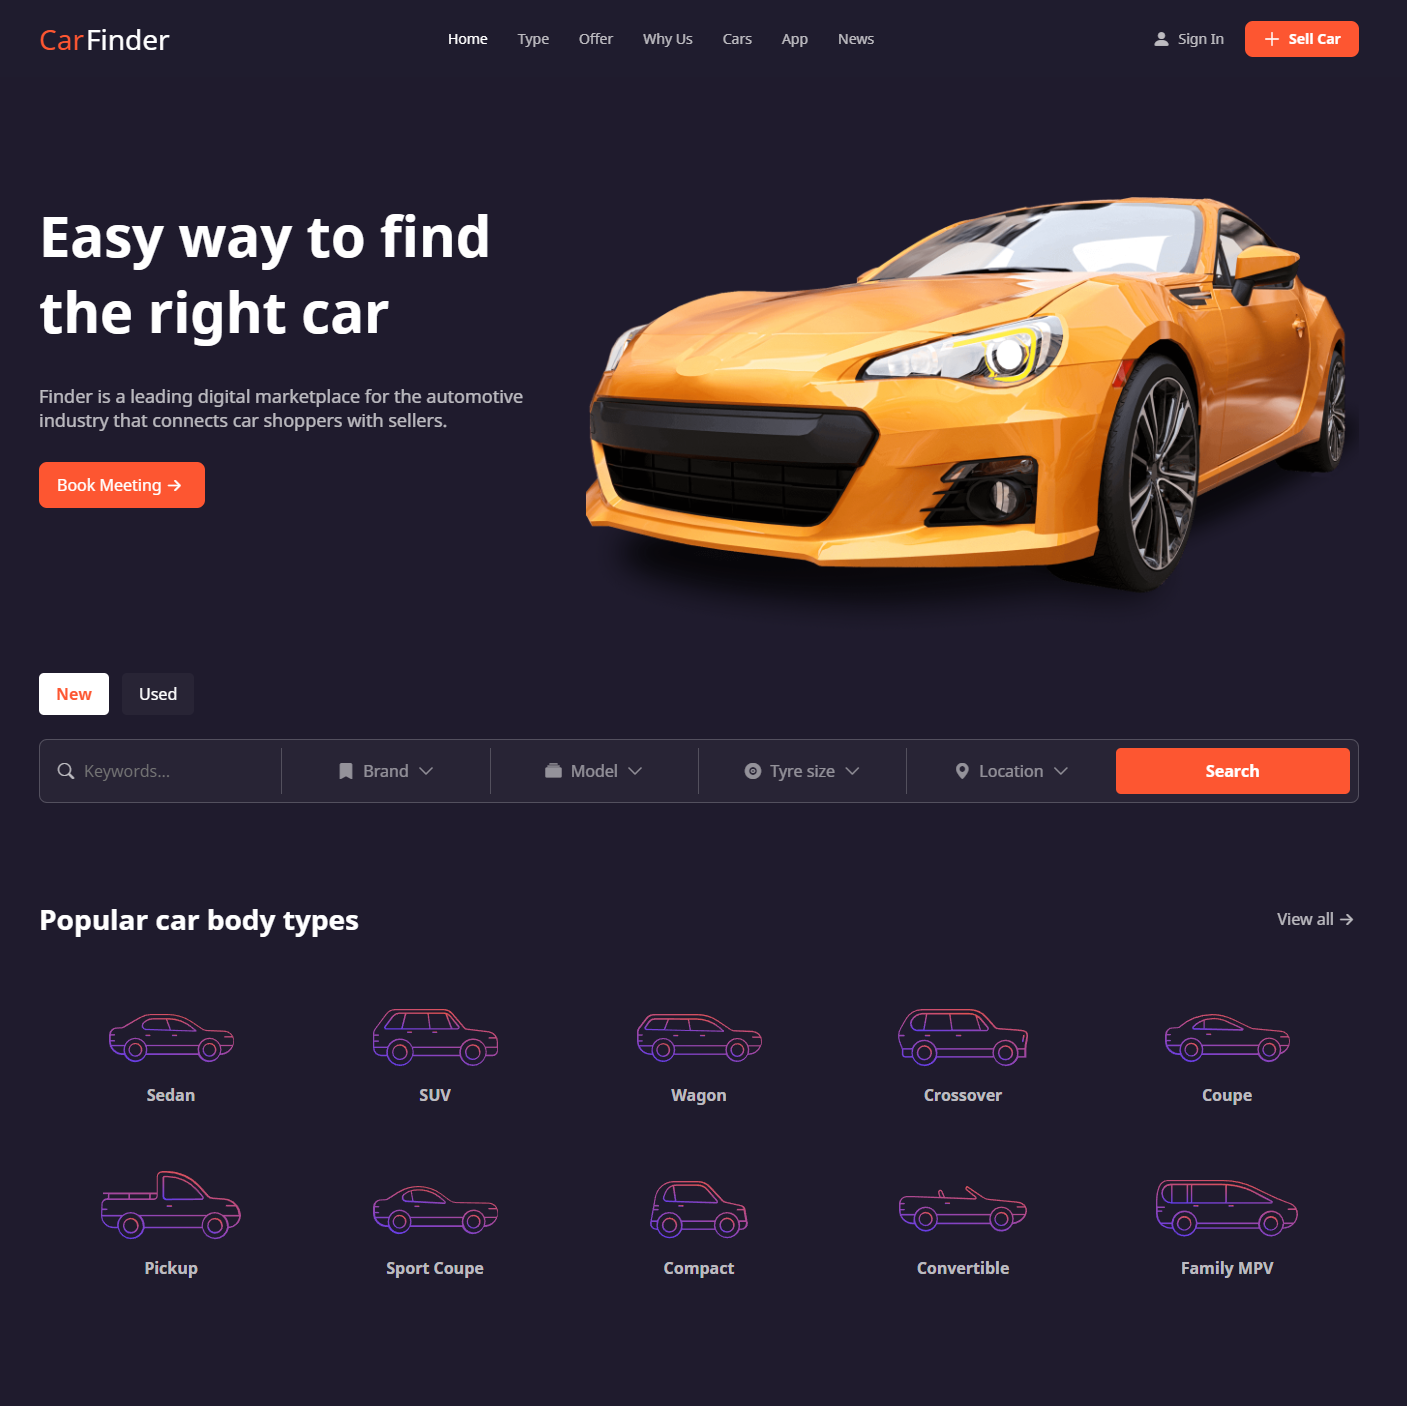 CarFinder
Home Type Offer Why Us Cars App News
Sign In
Sell Car
Easy way to find
the right car
Finder is a leading digital marketplace for the automotive
industry that connects car shoppers with sellers.
Book Meeting
New Used
Keywords...
Brand
Model
Tyre size
Location
Search
Popular car body types
View all
Sedan SUV Wagon Crossover Coupe
Pickup Sport Coupe Compact Convertible Family MPV